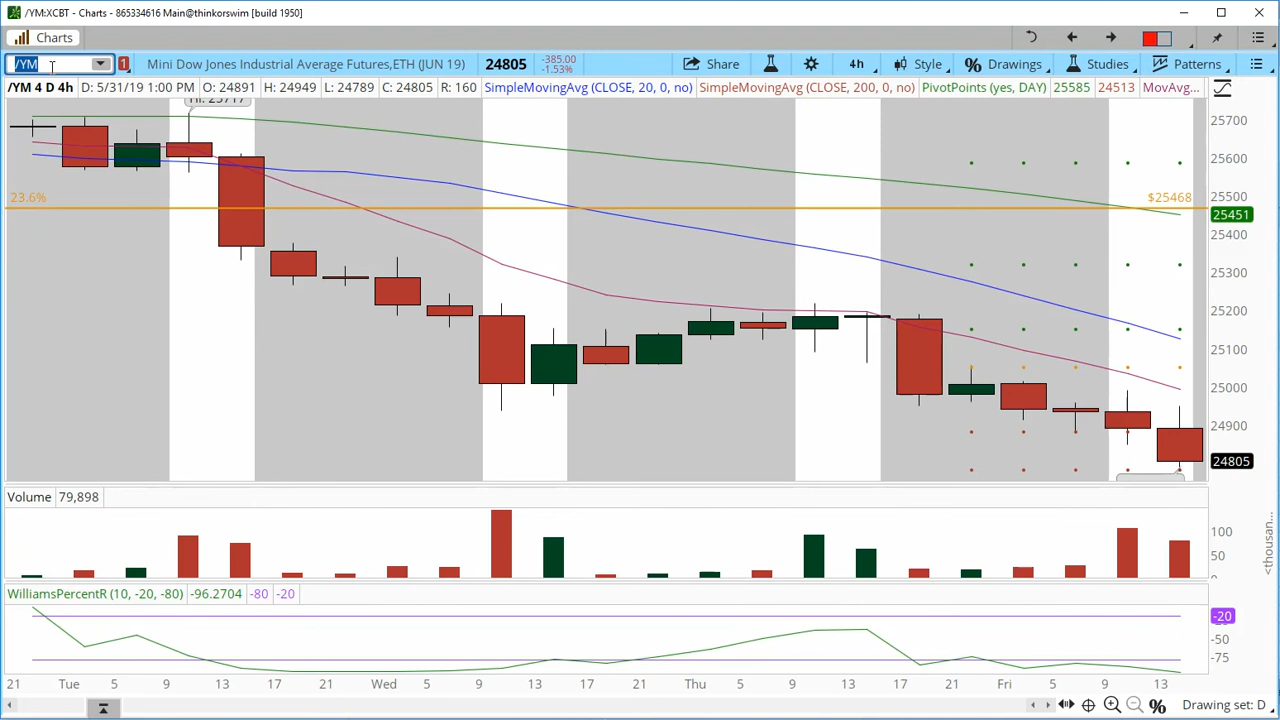 /YM:XCBT - Charts - 865334616 Main@thinkorswim [build 1950]
Charts
/YM 1 Mini Dow Jones Industrial Average Futures,ETH (JUN 19) 24805 -385.00 -1.53% Share 4h Style % Drawings Studies Patterns
/YM 4 D 4h D: 5/31/19 1:00 PM O: 24891 H: 24949 L: 24785 C: 24805 R: 160 SimpleMovingAvg (CLOSE, 20, 0, no) SimpleMovingAvg (CLOSE, 200, 0, no) PivotPoints (yes, DAY) 25585 24513 MovAvg...
Hi: 25717
25700
25600
23.6% $25468 25500
25451
25400
25300
25200
25100
25000
24900
24805
Volume 79,898
100
50
0
<thousan...
WilliamsPercentR (10, -20, -80) -96.2704 -80 -20
-20
-50
-75
21 Tue 5 9 13 17 21 Wed 5 9 13 17 21 Thu 5 9 13 17 21 Fri 5 9 13
% Drawing set: D